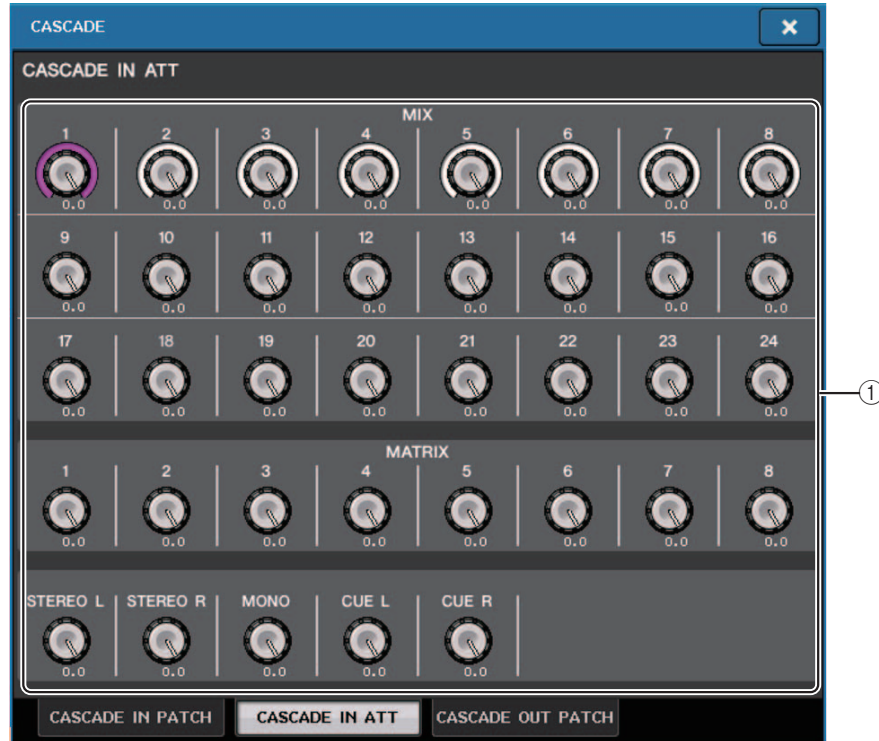 CASCADE
CASCADE IN ATT
MIX
1 2 3 4 5 6 7 8
0.0 0.0 0.0 0.0 0.0 0.0 0.0 0.0
9 10 11 12 13 14 15 16
0.0 0.0 0.0 0.0 0.0 0.0 0.0 0.0
17 18 19 20 21 22 23 24
0.0 0.0 0.0 0.0 0.0 0.0 0.0 0.0
MATRIX
1 2 3 4 5 6 7 8
0.0 0.0 0.0 0.0 0.0 0.0 0.0 0.0
STEREO L STEREO R MONO CUE L CUE R
0.0 0.0 0.0 0.0 0.0
CASCADE IN PATCH CASCADE IN ATT CASCADE OUT PATCH
①